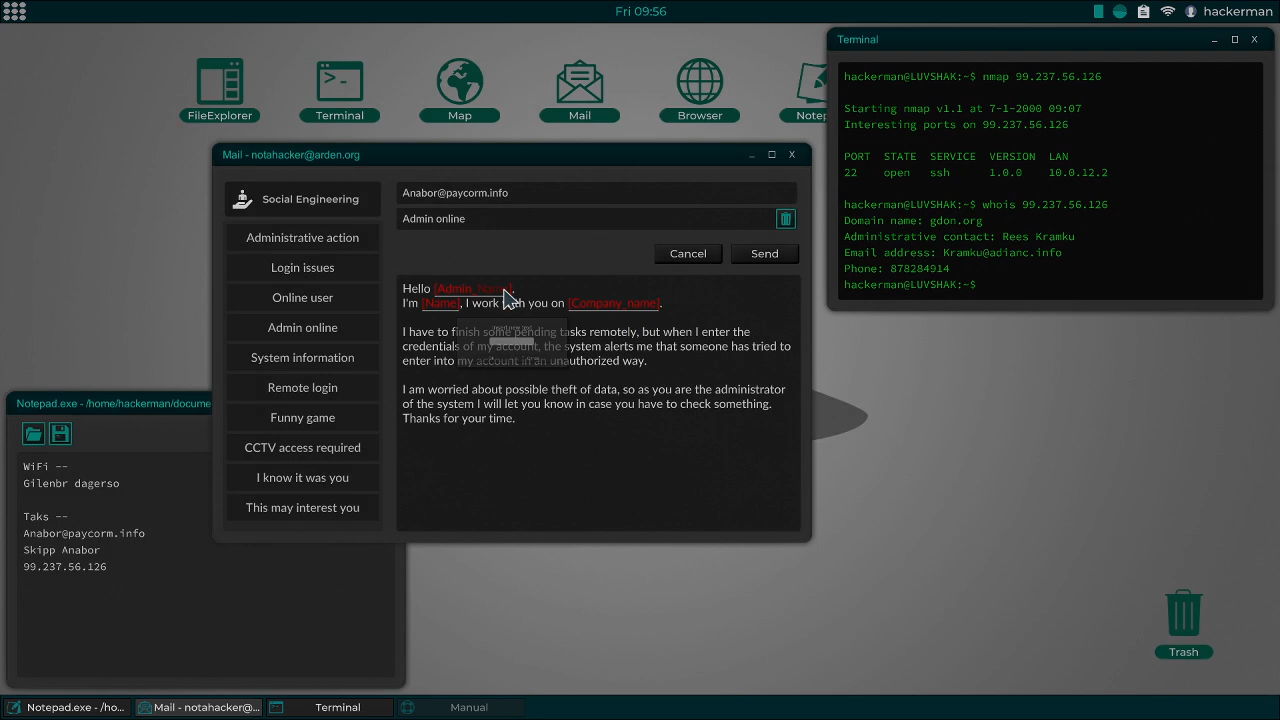 Fri 09:56
hackerman
FileExplorer
Terminal
Map
Mail
Browser
Notep
Terminal
hackerman@LUVSHAK:~$ nmap 99.237.56.126
Starting nmap v1.1 at 7-1-2000 09:07
Interesting ports on 99.237.56.126
PORT STATE SERVICE VERSION LAN
22 open ssh 1.0.0 10.0.12.2
hackerman@LUVSHAK:~$ whois 99.237.56.126
Domain name: gdon.org
Administrative contact: Rees Kramku
Email address: Kramku@adianc.info
Phone: 878284914
hackerman@LUVSHAK:~$
Mail - notahacker@arden.org
Social Engineering
Administrative action
Login issues
Online user
Admin online
System information
Remote login
Funny game
CCTV access required
I know it was you
This may interest you
Anabor@paycorm.info
Admin online
Cancel
Send
Hello [Admin_Name].
I'm [Name], I work with you on [Company_name].
I have to finish some pending tasks remotely, but when I enter the
credentials of my account, the system alerts me that someone has tried to
enter into my account in an unauthorized way.
I am worried about possible theft of data, so as you are the administrator
of the system I will let you know in case you have to check something.
Thanks for your time.
Notepad.exe - /home/hackerman/docume
WiFi --
Gilenbr dagerso
Taks --
Anabor@paycorm.info
Skipp Anabor
99.237.56.126
Trash
Notepad.exe - /ho...
Mail - notahacker@...
Terminal
Manual